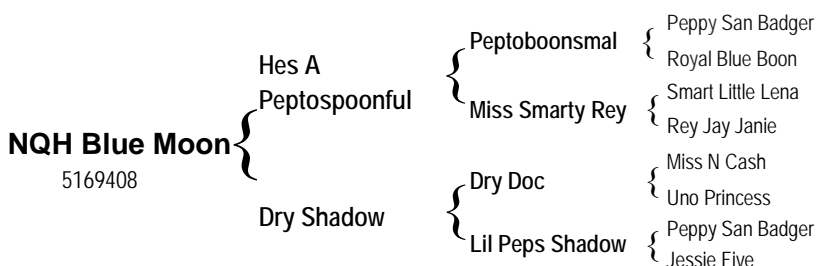 Peppy San Badger
Peptoboonsmal
Royal Blue Boon
Hes A
Peptospoonful
Smart Little Lena
Miss Smarty Rey
Rey Jay Janie
NQH Blue Moon
5169408
Miss N Cash
Dry Doc
Uno Princess
Dry Shadow
Peppy San Badger
Lil Peps Shadow
Jessie Five